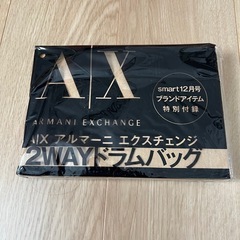 A|X
smart12月号
ブランドアイテム
特別付録
ARMANI EXCHANGE
A|X アルマーニ エクスチェンジ
2WAYドラムバッグ